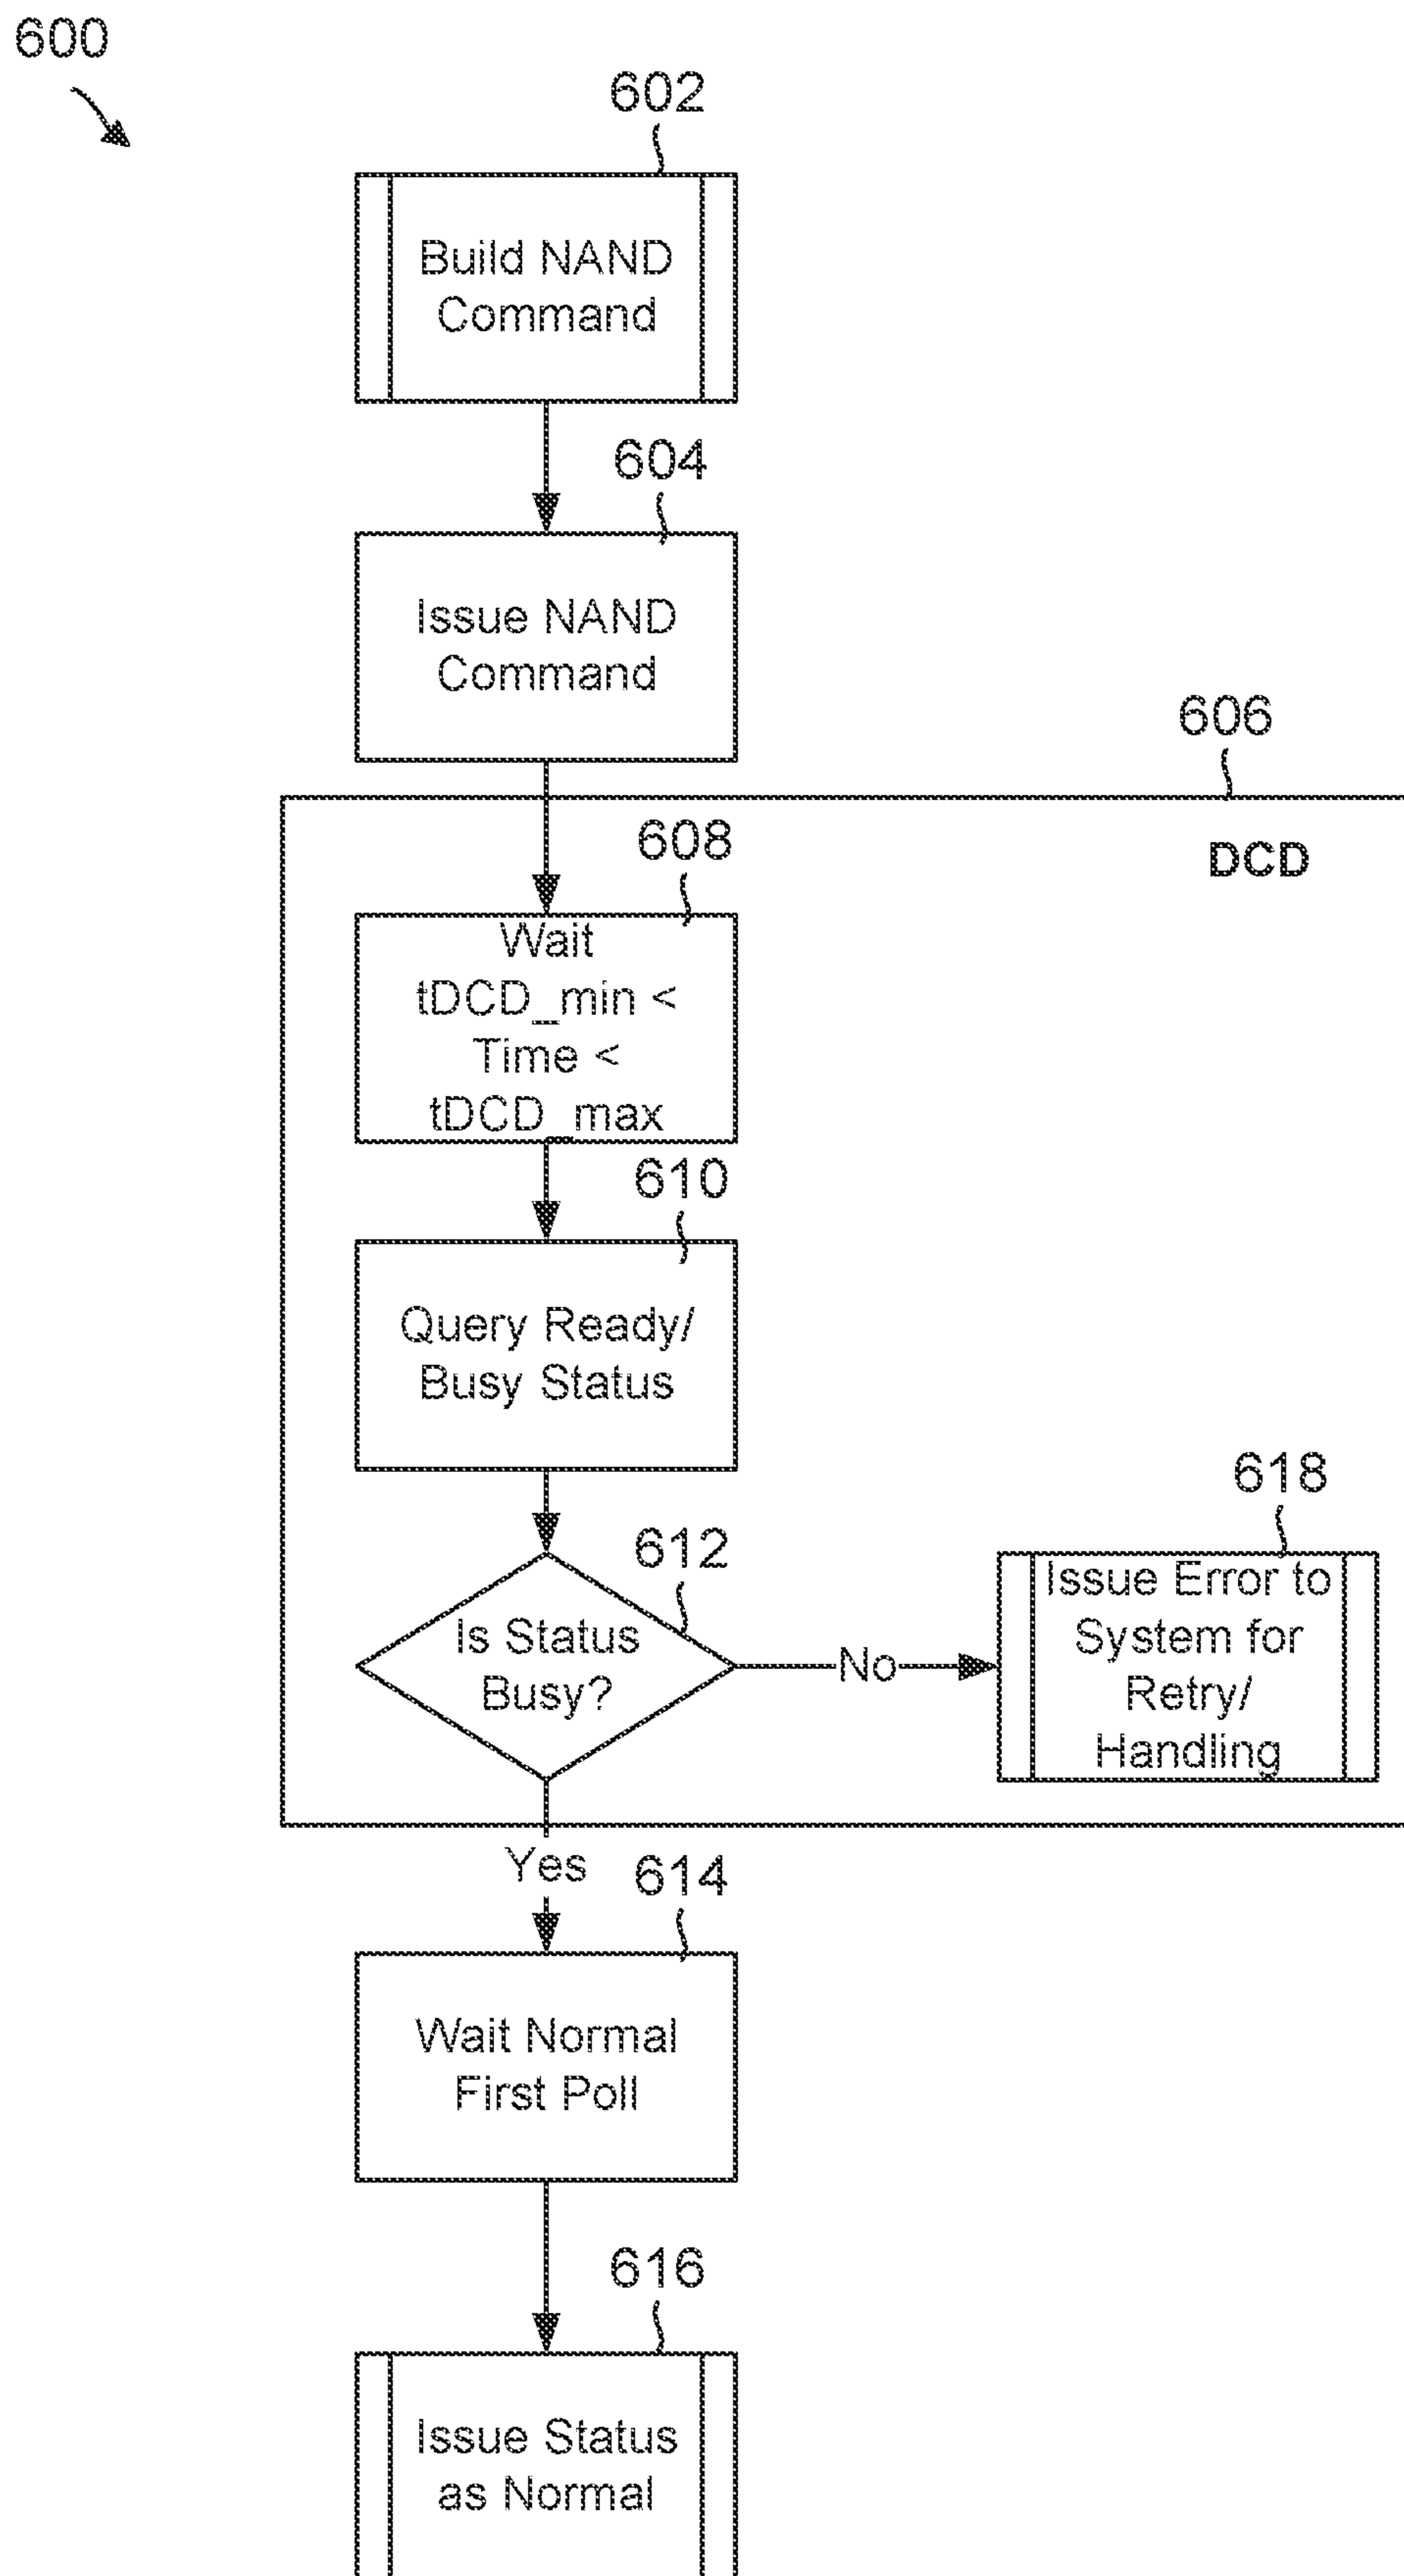 600
602
Build NAND
Command
604
Issue NAND
Command
606
DCD
608
Wait
tDCD_min <
Time <
tDCD_max
610
Query Ready/
Busy Status
612
Is Status
Busy?
No
618
Issue Error to
System for
Retry/
Handling
Yes
614
Wait Normal
First Poll
616
Issue Status
as Normal